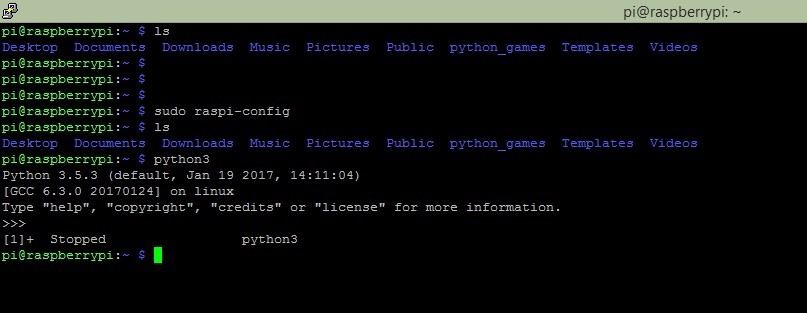 pi@raspberrypi: ~
pi@raspberrypi:~ $ ls
Desktop  Documents  Downloads  Music  Pictures  Public  python_games  Templates  Videos
pi@raspberrypi:~ $
pi@raspberrypi:~ $
pi@raspberrypi:~ $
pi@raspberrypi:~ $ sudo raspi-config
pi@raspberrypi:~ $ ls
Desktop  Documents  Downloads  Music  Pictures  Public  python_games  Templates  Videos
pi@raspberrypi:~ $ python3
Python 3.5.3 (default, Jan 19 2017, 14:11:04)
[GCC 6.3.0 20170124] on linux
Type "help", "copyright", "credits" or "license" for more information.
>>>
[1]+  Stopped                 python3
pi@raspberrypi:~ $